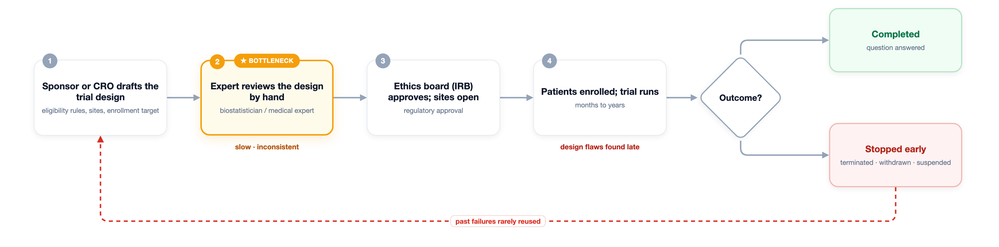 1
Sponsor or CRO drafts the
trial design
eligibility rules, sites, enrollment target
2
★ BOTTLENECK
Expert reviews the design
by hand
biostatistician / medical expert
slow · inconsistent
3
Ethics board (IRB)
approves; sites open
regulatory approval
4
Patients enrolled; trial runs
months to years
design flaws found late
Outcome?
Completed
question answered
Stopped early
terminated · withdrawn · suspended
past failures rarely reused